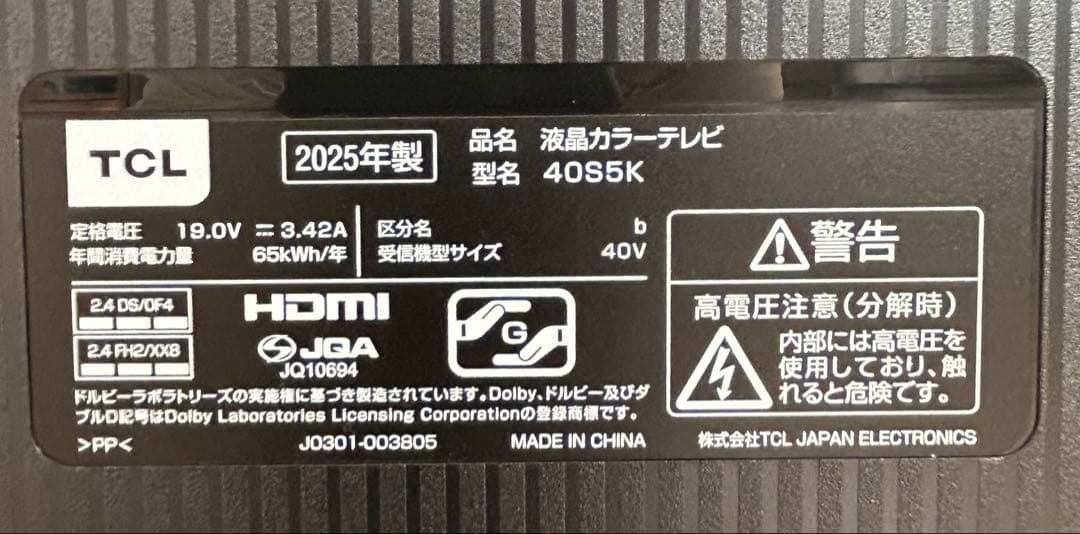 TCL
2025年製
品名 液晶カラーテレビ
型名 40S5K
定格電圧 19.0V ⎓ 3.42A
年間消費電力量 65kWh/年
区分名 b
受信機型サイズ 40V
2.4 DS/OF4
2.4 FH2/XX8
HDMI
JQA
JQ10694
G
ドルビーラボラトリーズの実施権に基づき製造されています。Dolby、ドルビー及びダ
ブルD記号はDolby Laboratories Licensing Corporationの登録商標です。
>PP<
J0301-003805
MADE IN CHINA
株式会社TCL JAPAN ELECTRONICS
警告
高電圧注意(分解時)
内部には高電圧を
使用しており、触
れると危険です。